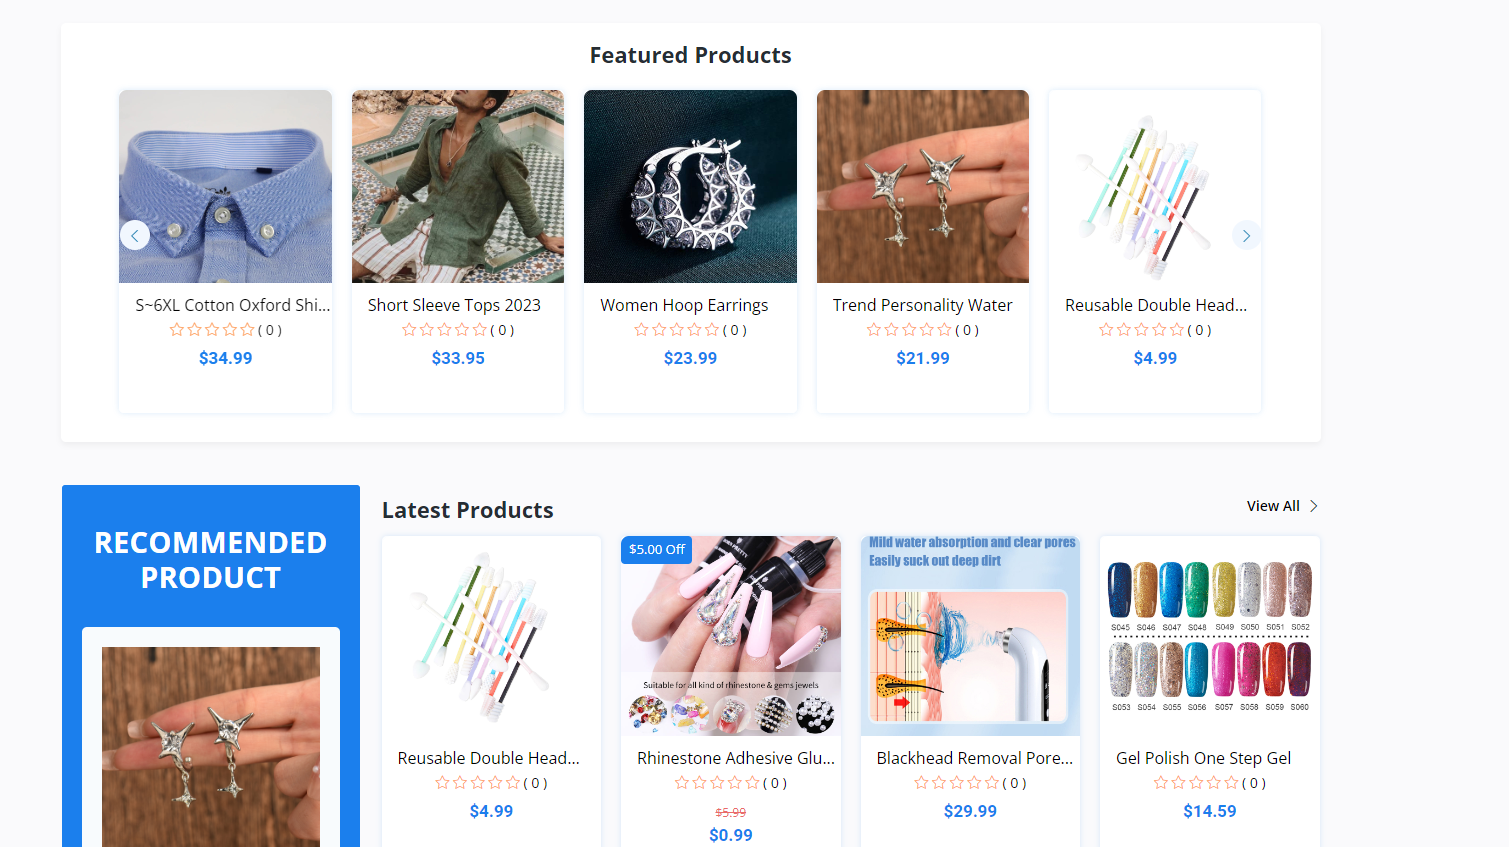 Featured Products
S~6XL Cotton Oxford Shi...
( 0 )
$34.99
Short Sleeve Tops 2023
( 0 )
$33.95
Women Hoop Earrings
( 0 )
$23.99
Trend Personality Water
( 0 )
$21.99
Reusable Double Head...
( 0 )
$4.99
RECOMMENDED
PRODUCT
Latest Products
View All
Reusable Double Head...
( 0 )
$4.99
$5.00 Off
Suitable for all kind of rhinestone & gems jewels
Rhinestone Adhesive Glu...
( 0 )
$5.99
$0.99
Mild water absorption and clear pores
Easily suck out deep dirt
Blackhead Removal Pore...
( 0 )
$29.99
S045 S046 S047 S048 S049 S050 S051 S052
S053 S054 S055 S056 S057 S058 S059 S060
Gel Polish One Step Gel
( 0 )
$14.59